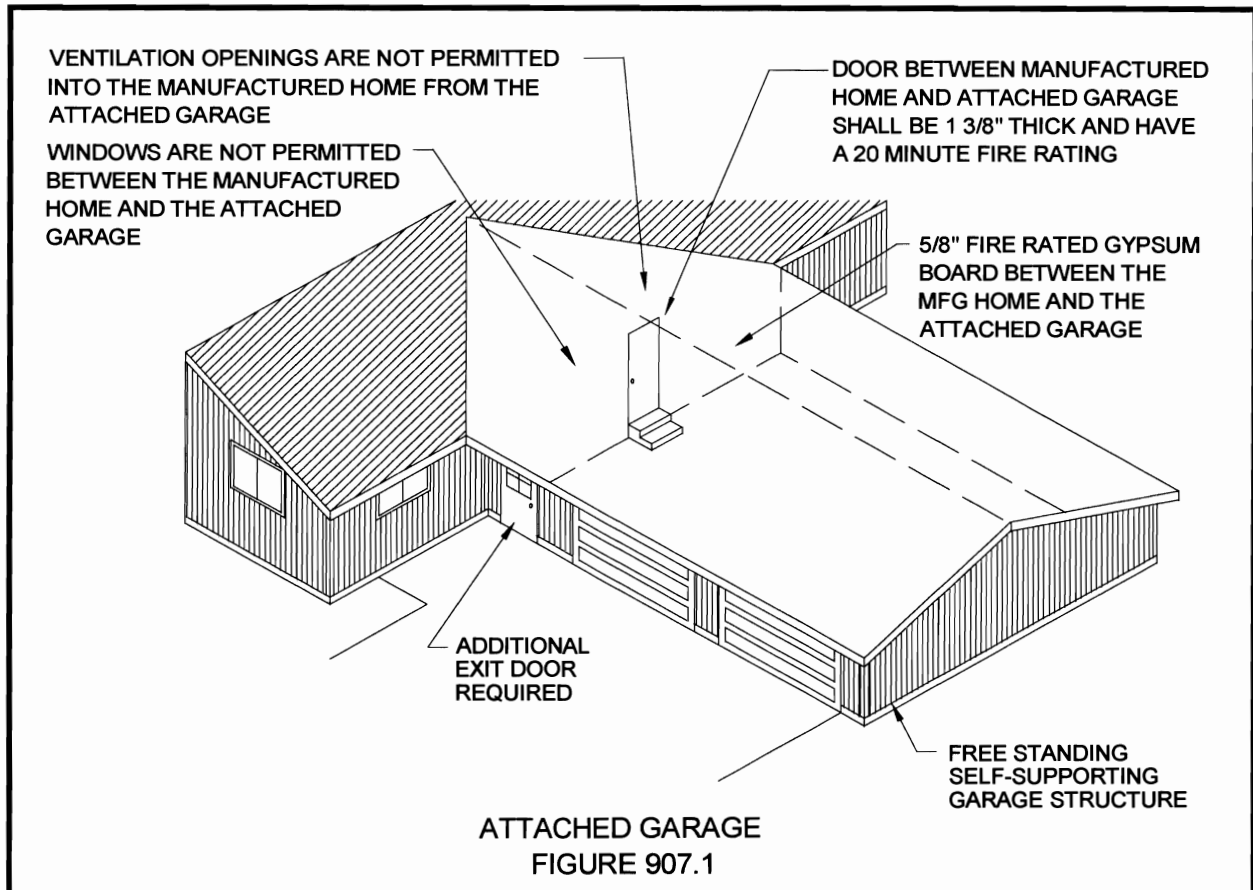 VENTILATION OPENINGS ARE NOT PERMITTED
INTO THE MANUFACTURED HOME FROM THE
ATTACHED GARAGE
WINDOWS ARE NOT PERMITTED
BETWEEN THE MANUFACTURED
HOME AND THE ATTACHED
GARAGE
DOOR BETWEEN MANUFACTURED
HOME AND ATTACHED GARAGE
SHALL BE 1 3/8" THICK AND HAVE
A 20 MINUTE FIRE RATING
5/8" FIRE RATED GYPSUM
BOARD BETWEEN THE
MFG HOME AND THE
ATTACHED GARAGE
ADDITIONAL
EXIT DOOR
REQUIRED
FREE STANDING
SELF-SUPPORTING
GARAGE STRUCTURE
ATTACHED GARAGE
FIGURE 907.1